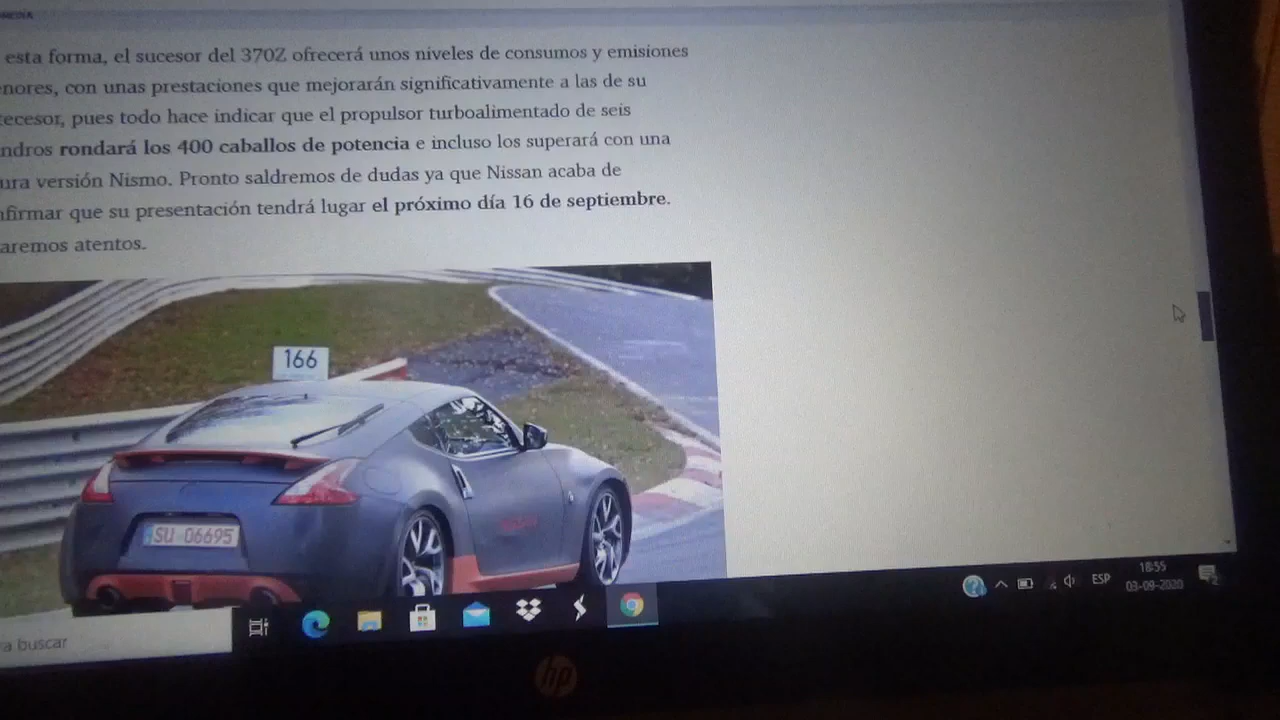 esta forma, el sucesor del 370Z ofrecerá unos niveles de consumos y emisiones
enores, con unas prestaciones que mejorarán significativamente a las de su
tecesor, pues todo hace indicar que el propulsor turboalimentado de seis
ndros rondará los 400 caballos de potencia e incluso los superará con una
ura versión Nismo. Pronto saldremos de dudas ya que Nissan acaba de
nfirmar que su presentación tendrá lugar el próximo día 16 de septiembre.
aremos atentos.
166
SU 06695
a buscar
ESP
18:55
03-09-2020
2
hp